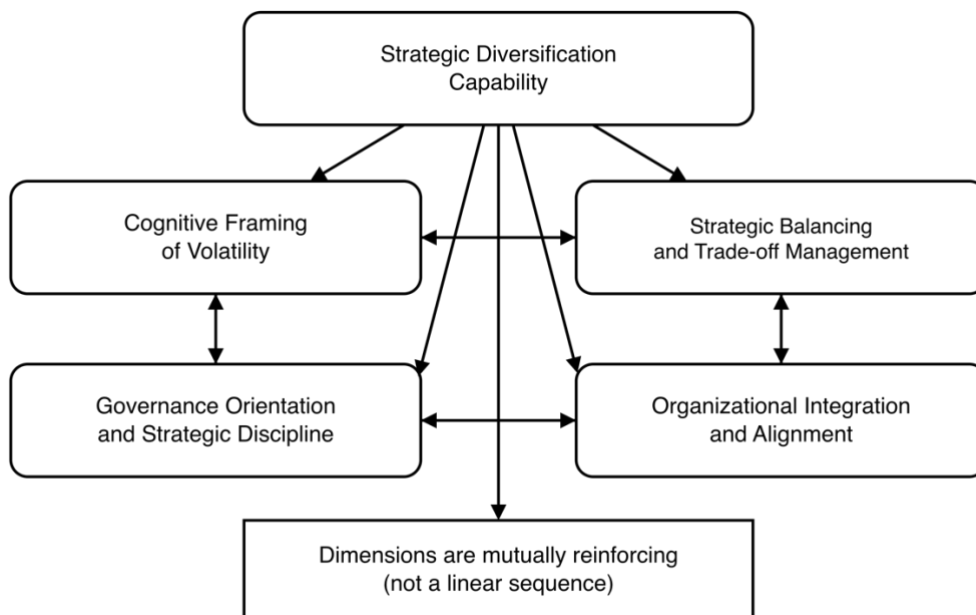 Strategic Diversification
Capability
Cognitive Framing
of Volatility
Strategic Balancing
and Trade-off Management
Governance Orientation
and Strategic Discipline
Organizational Integration
and Alignment
Dimensions are mutually reinforcing
(not a linear sequence)